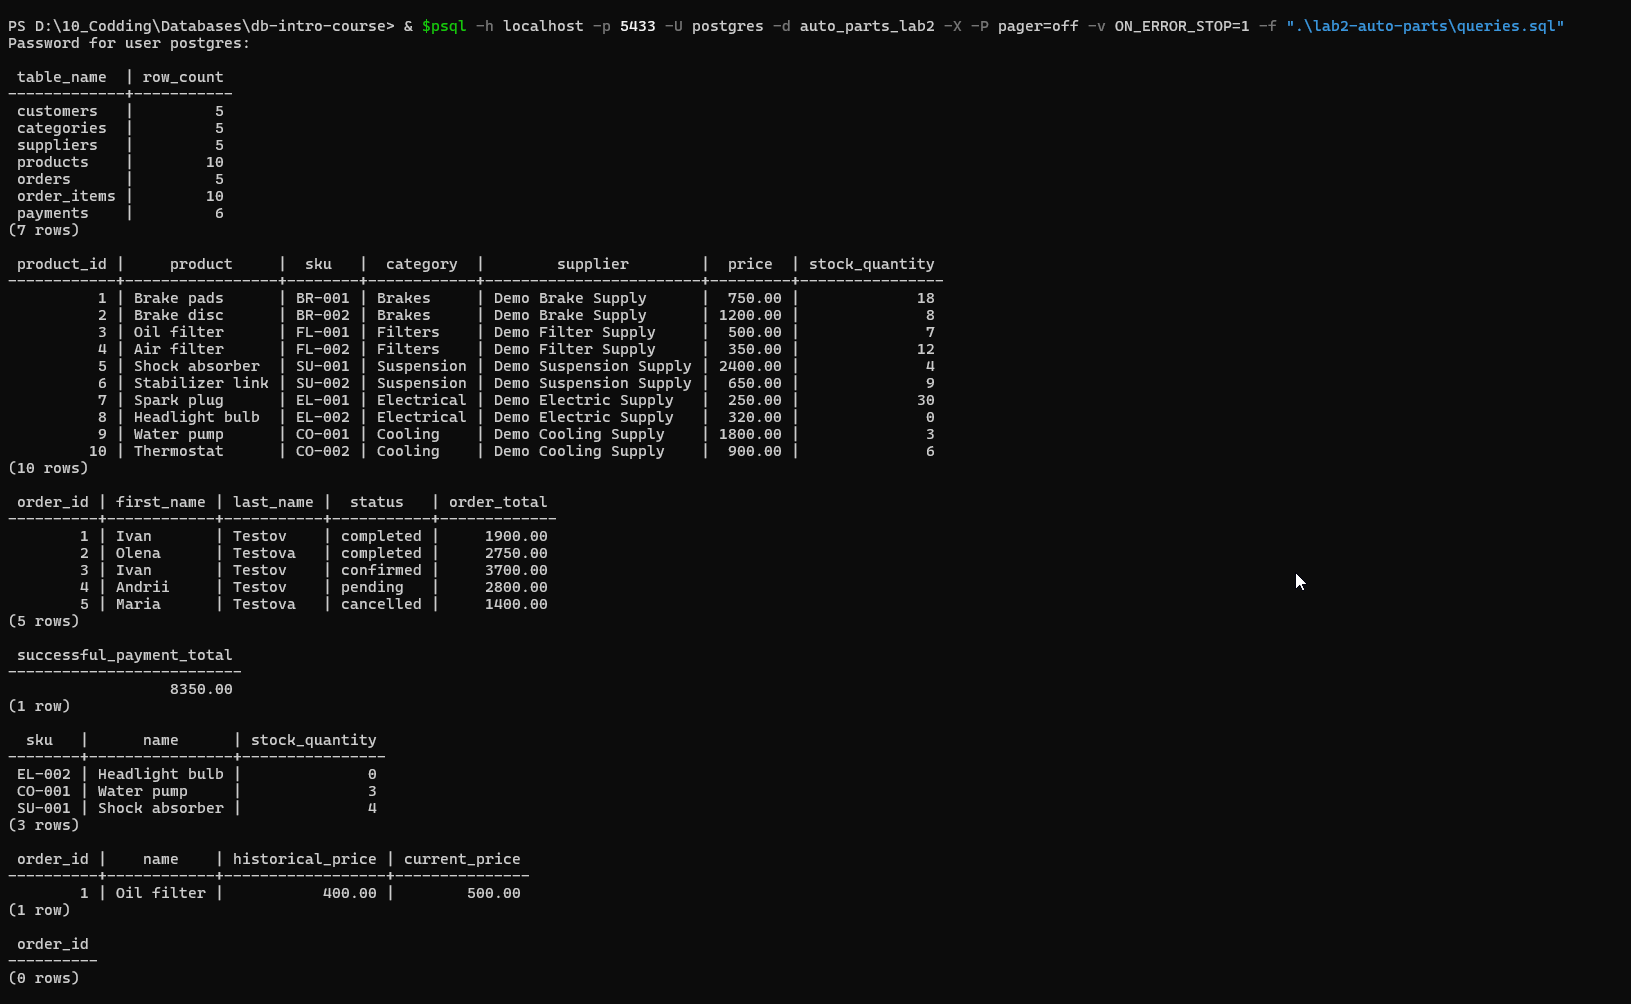 PS D:\10_Codding\Databases\db-intro-course> & $psql -h localhost -p 5433 -U postgres -d auto_parts_lab2 -X -P pager=off -v ON_ERROR_STOP=1 -f ".\lab2-auto-parts\queries.sql"
Password for user postgres:

 table_name  | row_count
-------------+-----------
 customers   |         5
 categories  |         5
 suppliers   |         5
 products    |        10
 orders      |         5
 order_items |        10
 payments    |         6
(7 rows)

 product_id |     product     |  sku   |  category  |        supplier        |  price  | stock_quantity
------------+-----------------+--------+------------+------------------------+---------+----------------
          1 | Brake pads      | BR-001 | Brakes     | Demo Brake Supply      |  750.00 |             18
          2 | Brake disc      | BR-002 | Brakes     | Demo Brake Supply      | 1200.00 |              8
          3 | Oil filter      | FL-001 | Filters    | Demo Filter Supply     |  500.00 |              7
          4 | Air filter      | FL-002 | Filters    | Demo Filter Supply     |  350.00 |             12
          5 | Shock absorber  | SU-001 | Suspension | Demo Suspension Supply | 2400.00 |              4
          6 | Stabilizer link | SU-002 | Suspension | Demo Suspension Supply |  650.00 |              9
          7 | Spark plug      | EL-001 | Electrical | Demo Electric Supply   |  250.00 |             30
          8 | Headlight bulb  | EL-002 | Electrical | Demo Electric Supply   |  320.00 |              0
          9 | Water pump      | CO-001 | Cooling    | Demo Cooling Supply    | 1800.00 |              3
         10 | Thermostat      | CO-002 | Cooling    | Demo Cooling Supply    |  900.00 |              6
(10 rows)

 order_id | first_name | last_name |  status   | order_total
----------+------------+-----------+-----------+-------------
        1 | Ivan       | Testov    | completed |     1900.00
        2 | Olena      | Testova   | completed |     2750.00
        3 | Ivan       | Testov    | confirmed |     3700.00
        4 | Andrii     | Testov    | pending   |     2800.00
        5 | Maria      | Testova   | cancelled |     1400.00
(5 rows)

 successful_payment_total
--------------------------
                  8350.00
(1 row)

  sku   |      name      | stock_quantity
--------+----------------+----------------
 EL-002 | Headlight bulb |              0
 CO-001 | Water pump     |              3
 SU-001 | Shock absorber |              4
(3 rows)

 order_id |    name    | historical_price | current_price
----------+------------+------------------+---------------
        1 | Oil filter |           400.00 |        500.00
(1 row)

 order_id
----------
(0 rows)